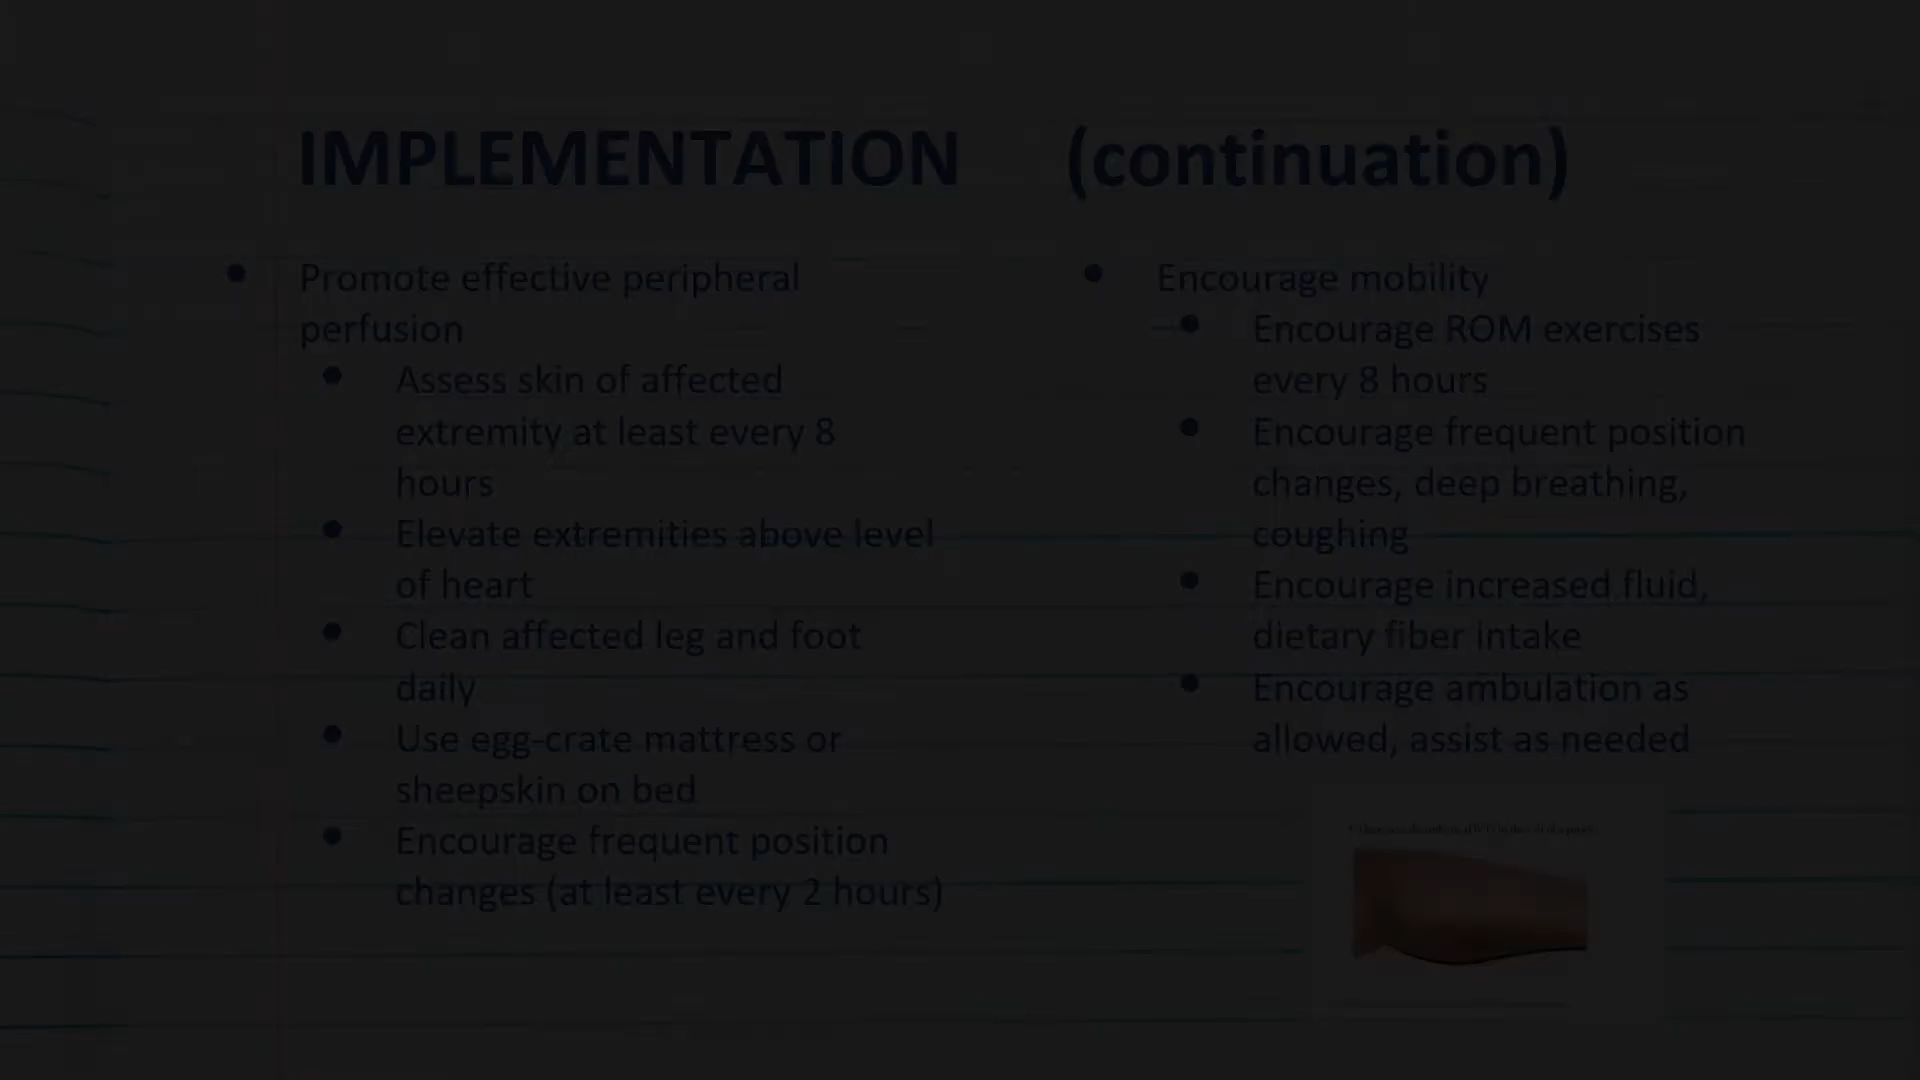 IMPLEMENTATION (continuation)
Promote effective peripheral
perfusion
Assess skin of affected
extremity at least every 8
hours
Elevate extremities above level
of heart
Clean affected leg and foot
daily
Use egg-crate mattress or
sheepskin on bed
Encourage frequent position
changes (at least every 2 hours)
Encourage mobility
Encourage ROM exercises
every 8 hours
Encourage frequent position
changes, deep breathing,
coughing
Encourage increased fluid,
dietary fiber intake
Encourage ambulation as
allowed, assist as needed